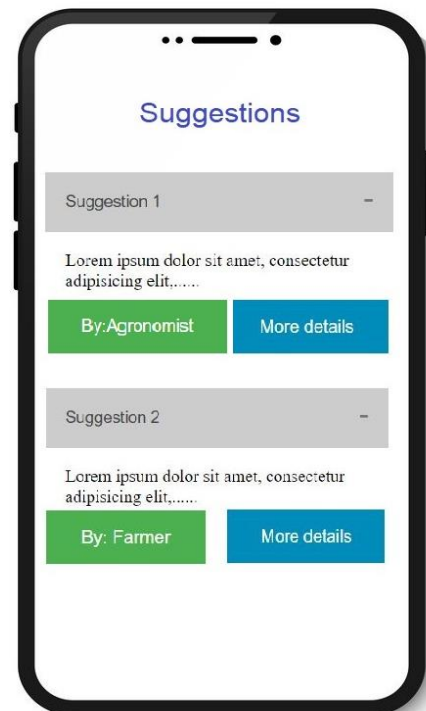 Suggestions
Suggestion 1 -
Lorem ipsum dolor sit amet, consectetur
adipisicing elit,......
By:Agronomist More details
Suggestion 2 -
Lorem ipsum dolor sit amet, consectetur
adipisicing elit,......
By: Farmer More details